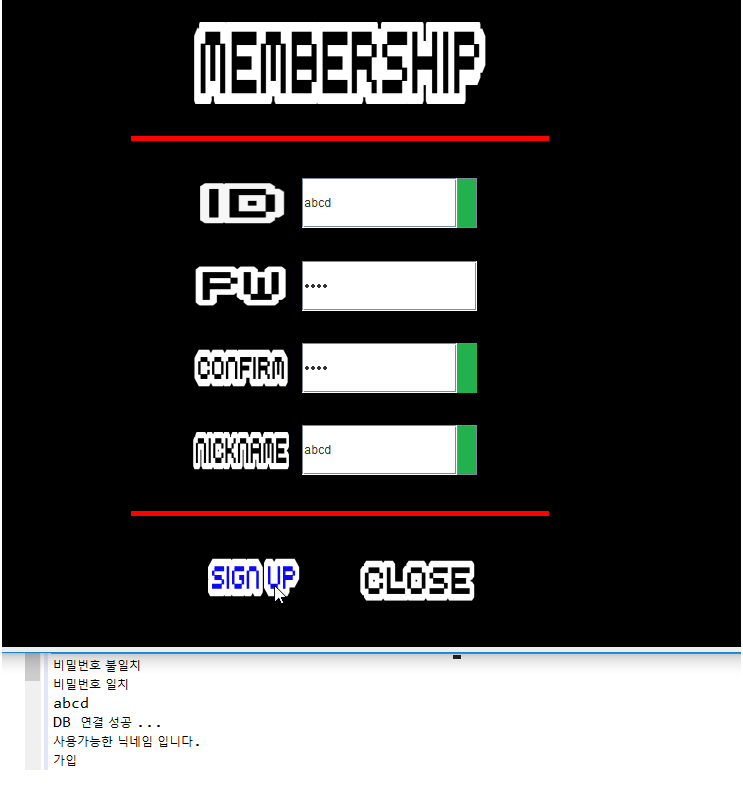 MEMBERSHIP
ID abcd
PW ••••
CONFIRM ••••
NICKNAME abcd
SIGN UP CLOSE
비밀번호 불일치
비밀번호 일치
abcd
DB 연결 성공 ...
사용가능한 닉네임 입니다.
가입